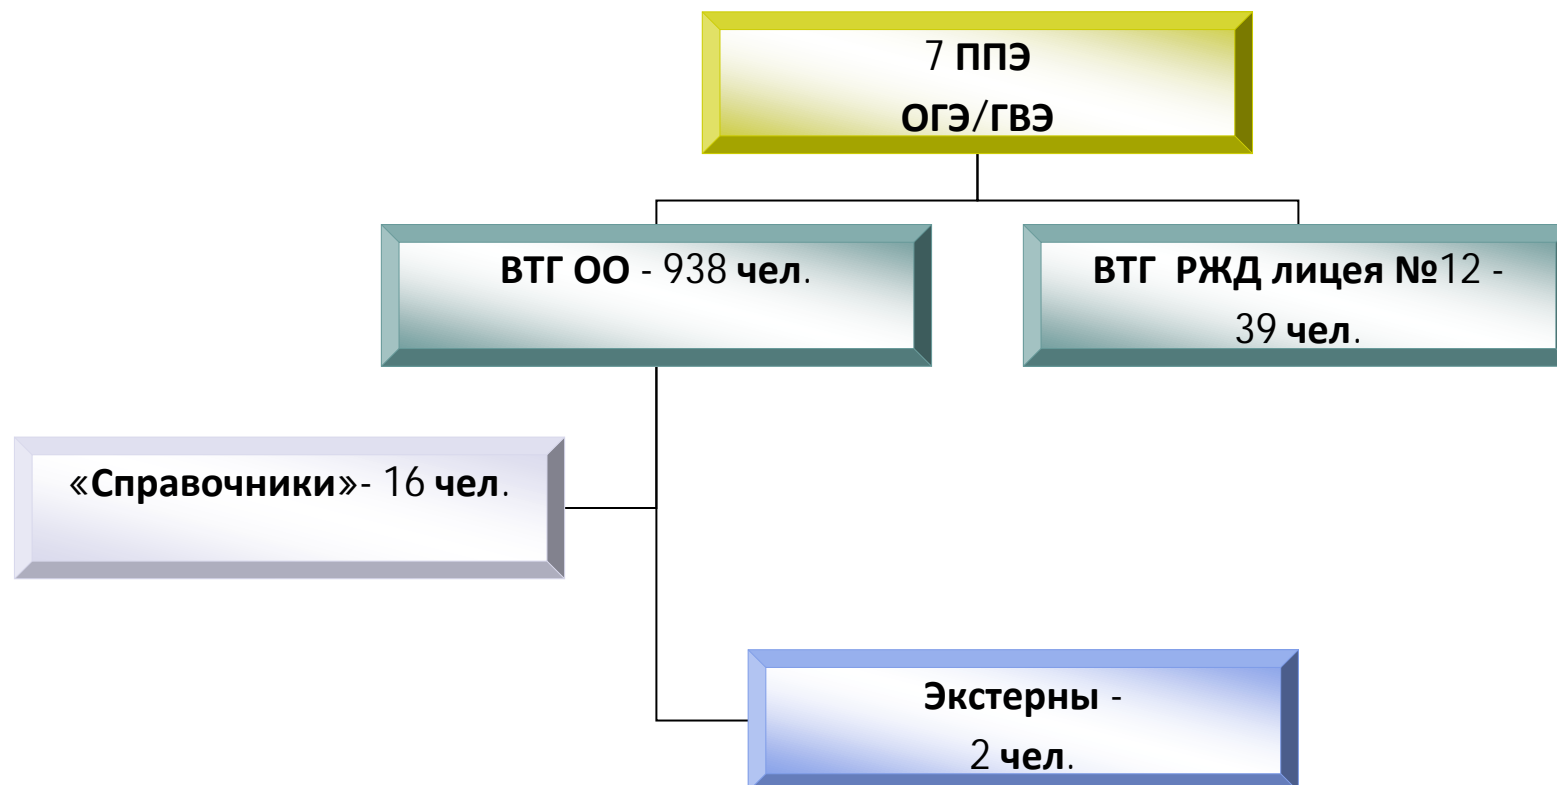 7 ППЭ
ОГЭ/ГВЭ
ВТГ ОО - 938 чел.
ВТГ РЖД лицея №12 -
39 чел.
«Справочники»- 16 чел.
Экстерны -
2 чел.